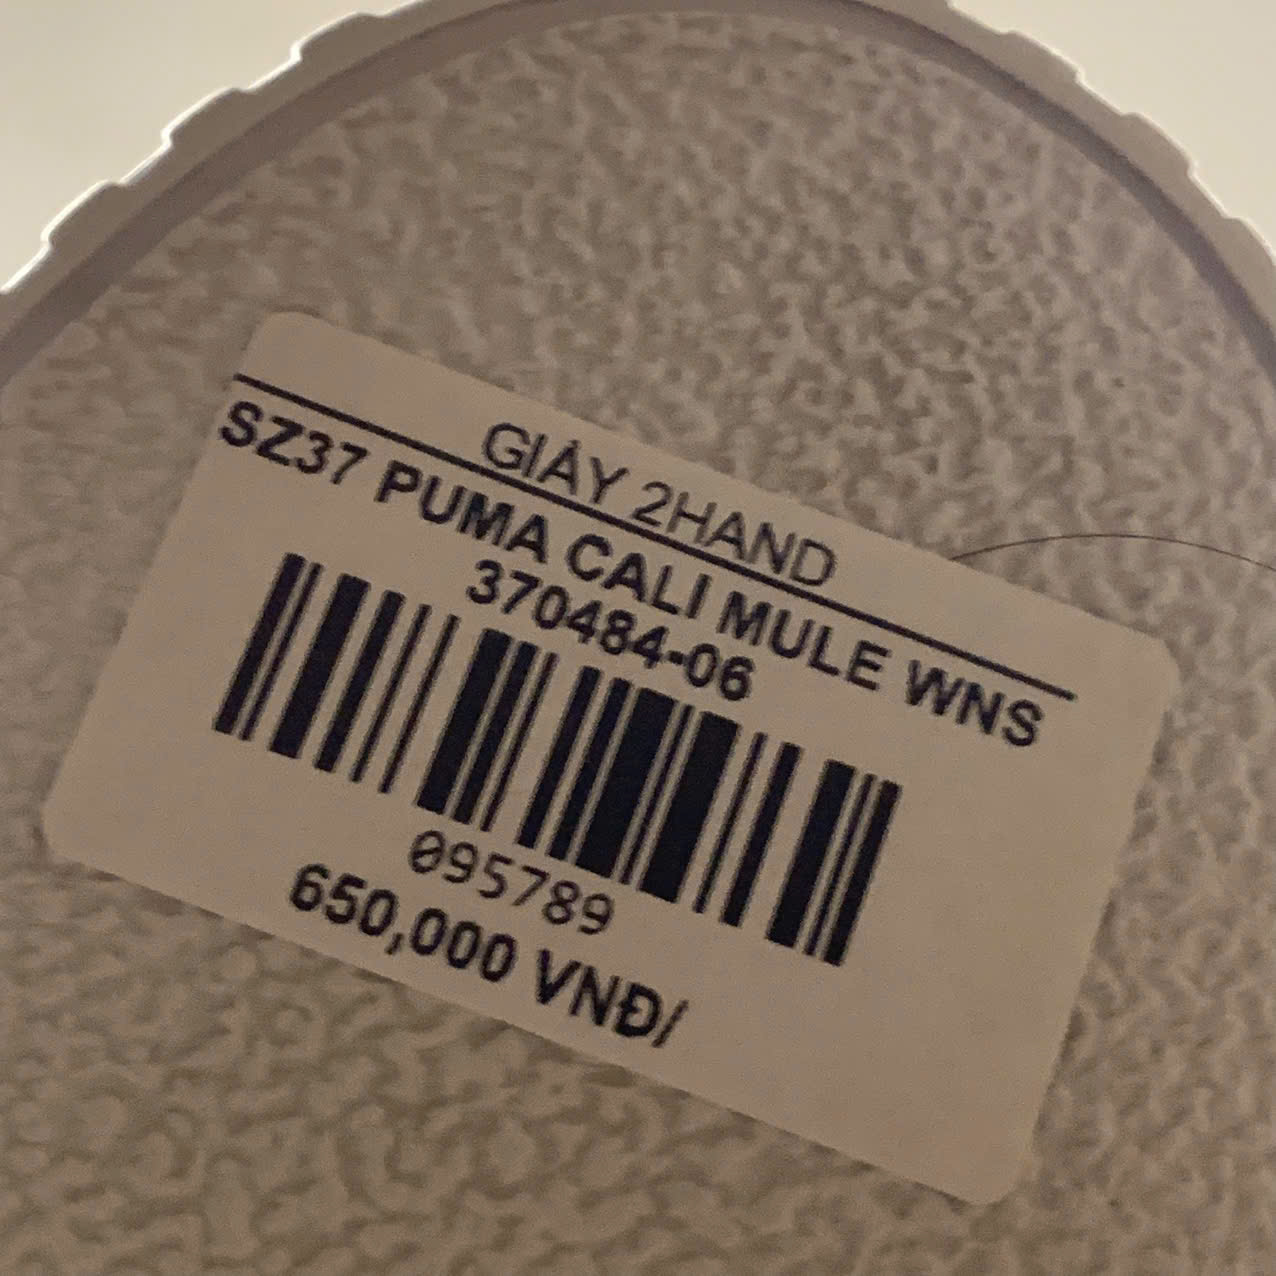 GIÀY 2HAND
SZ37 PUMA CALI MULE WNS
370484-06
095789
650,000 VNĐ/